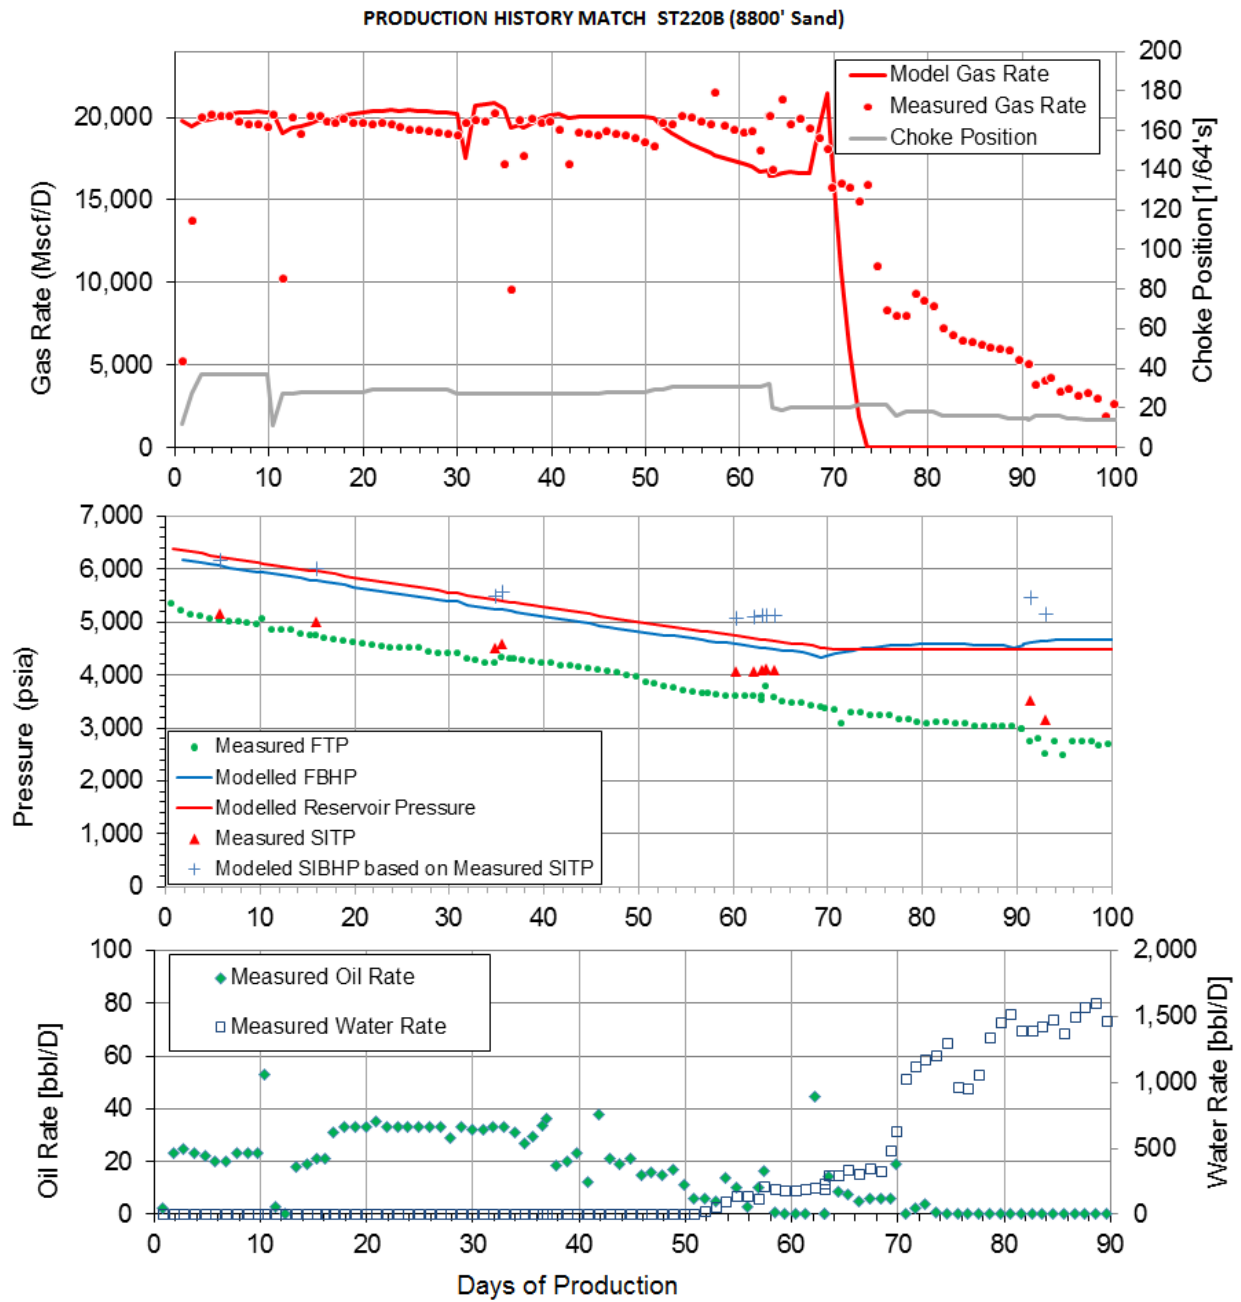 PRODUCTION HISTORY MATCH ST220B (8800' Sand)
Gas Rate (Mscf/D)
20,000
15,000
10,000
5,000
0
Model Gas Rate
Measured Gas Rate
Choke Position
200
180
160
140
120
100
80
60
40
20
0
Choke Position [1/64's]
0 10 20 30 40 50 60 70 80 90 100
Pressure (psia)
7,000
6,000
5,000
4,000
3,000
2,000
1,000
0
Measured FTP
Modelled FBHP
Modelled Reservoir Pressure
Measured SITP
Modeled SIBHP based on Measured SITP
0 10 20 30 40 50 60 70 80 90 100
Oil Rate [bbl/D]
100
80
60
40
20
0
Measured Oil Rate
Measured Water Rate
2,000
1,500
1,000
500
0
Water Rate [bbl/D]
0 10 20 30 40 50 60 70 80 90
Days of Production